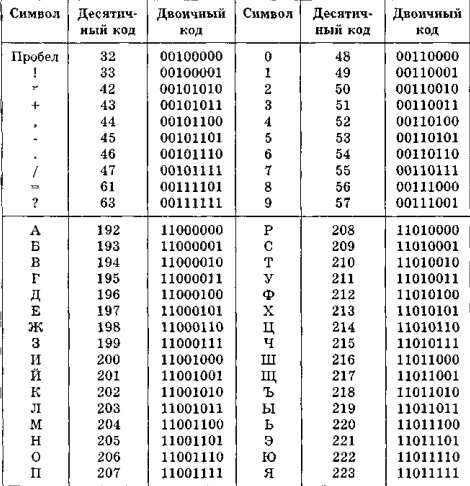 Символ Десятич- Двоичный Символ Десятич- Двоичный
ный код код ный код код
Пробел 32 00100000 0 48 00110000
! 33 00100001 1 49 00110001
* 42 00101010 2 50 00110010
+ 43 00101011 3 51 00110011
, 44 00101100 4 52 00110100
- 45 00101101 5 53 00110101
. 46 00101110 6 54 00110110
/ 47 00101111 7 55 00110111
= 61 00111101 8 56 00111000
? 63 00111111 9 57 00111001
А 192 11000000 Р 208 11010000
Б 193 11000001 С 209 11010001
В 194 11000010 Т 210 11010010
Г 195 11000011 У 211 11010011
Д 196 11000100 Ф 212 11010100
Е 197 11000101 Х 213 11010101
Ж 198 11000110 Ц 214 11010110
З 199 11000111 Ч 215 11010111
И 200 11001000 Ш 216 11011000
Й 201 11001001 Щ 217 11011001
К 202 11001010 Ъ 218 11011010
Л 203 11001011 Ы 219 11011011
М 204 11001100 Ь 220 11011100
Н 205 11001101 Э 221 11011101
О 206 11001110 Ю 222 11011110
П 207 11001111 Я 223 11011111